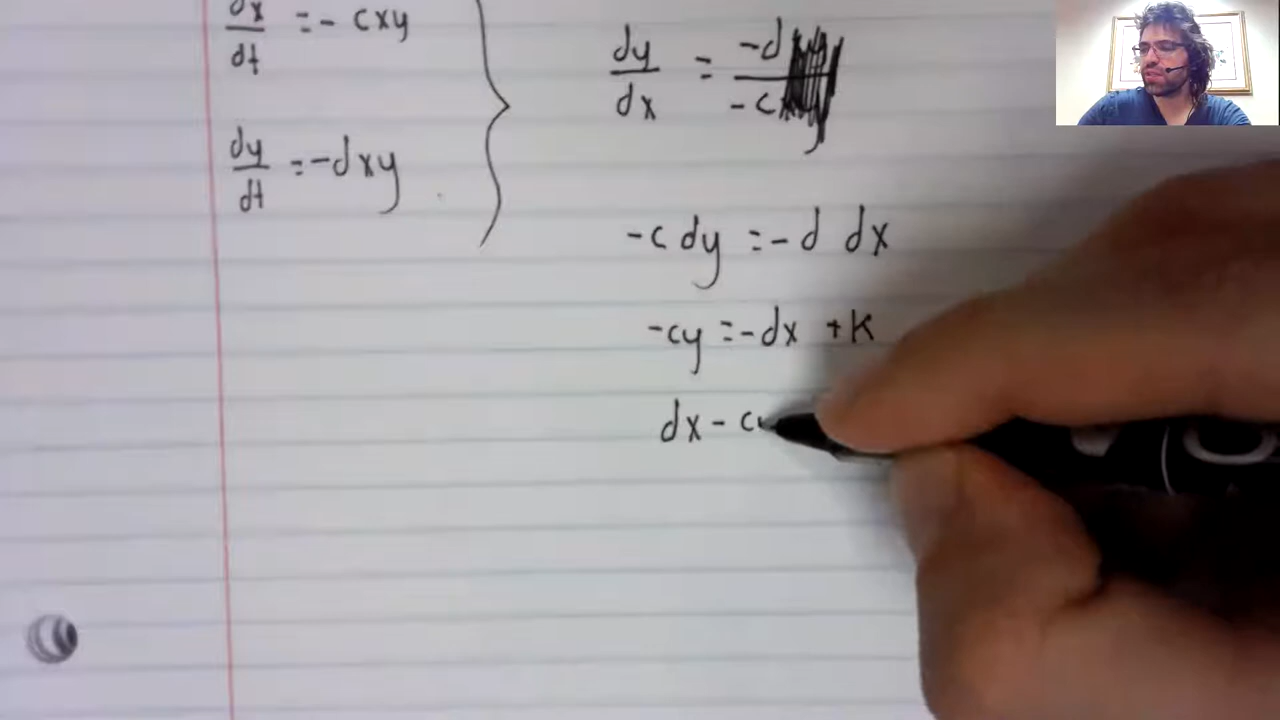 dx/dt = - cxy
dy/dt = -dxy
dy/dx = -d/-c
-c dy = - d dx
-cy = -dx + k
dx - c